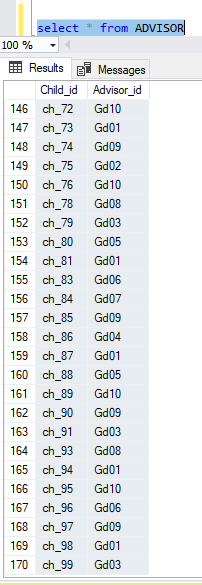 select * from ADVISOR
100 %
Results Messages
Child_id Advisor_id
146 ch_72 Gd10
147 ch_73 Gd01
148 ch_74 Gd09
149 ch_75 Gd02
150 ch_76 Gd10
151 ch_78 Gd08
152 ch_79 Gd03
153 ch_80 Gd05
154 ch_81 Gd01
155 ch_83 Gd06
156 ch_84 Gd07
157 ch_85 Gd09
158 ch_86 Gd04
159 ch_87 Gd01
160 ch_88 Gd05
161 ch_89 Gd10
162 ch_90 Gd09
163 ch_91 Gd03
164 ch_93 Gd08
165 ch_94 Gd01
166 ch_95 Gd10
167 ch_96 Gd06
168 ch_97 Gd09
169 ch_98 Gd01
170 ch_99 Gd03